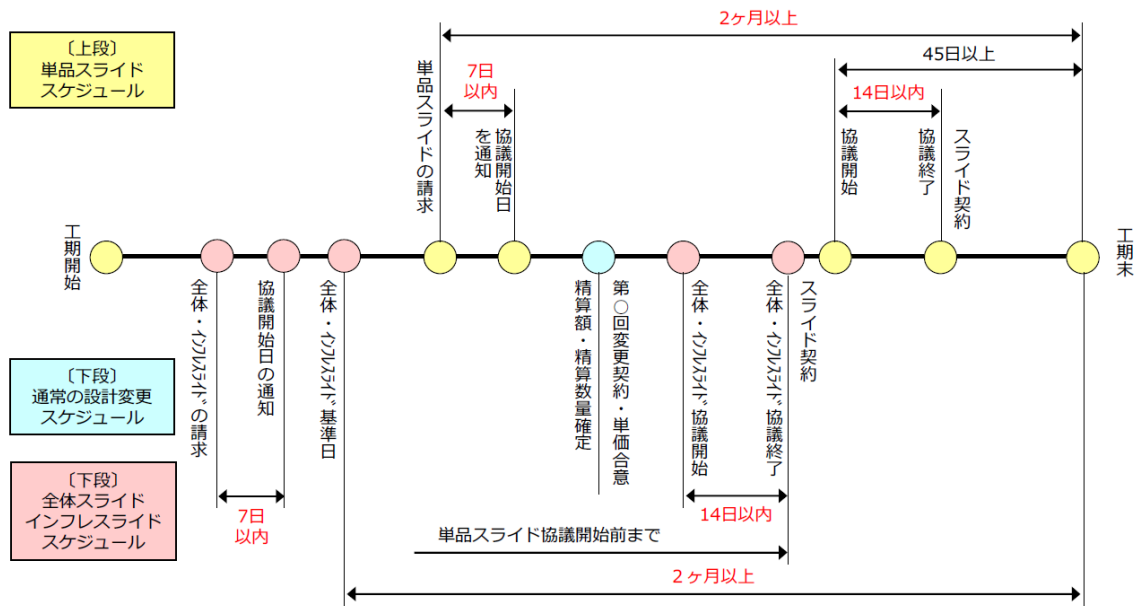 〔上段〕
単品スライド
スケジュール
2ヶ月以上
45日以上
7日
以内
14日以内
単品スライドの請求
協議開始日
を通知
協議開始
協議終了
スライド契約
工期開始
工期末
全体・インフレスライドの請求
協議開始日の通知
全体・インフレスライド基準日
第○回変更契約・単価合意
精算額・精算数量確定
全体・インフレスライド協議開始
スライド契約
全体・インフレスライド協議終了
〔下段〕
通常の設計変更
スケジュール
〔下段〕
全体スライド
インフレスライド
スケジュール
7日
以内
14日以内
単品スライド協議開始前まで
2ヶ月以上